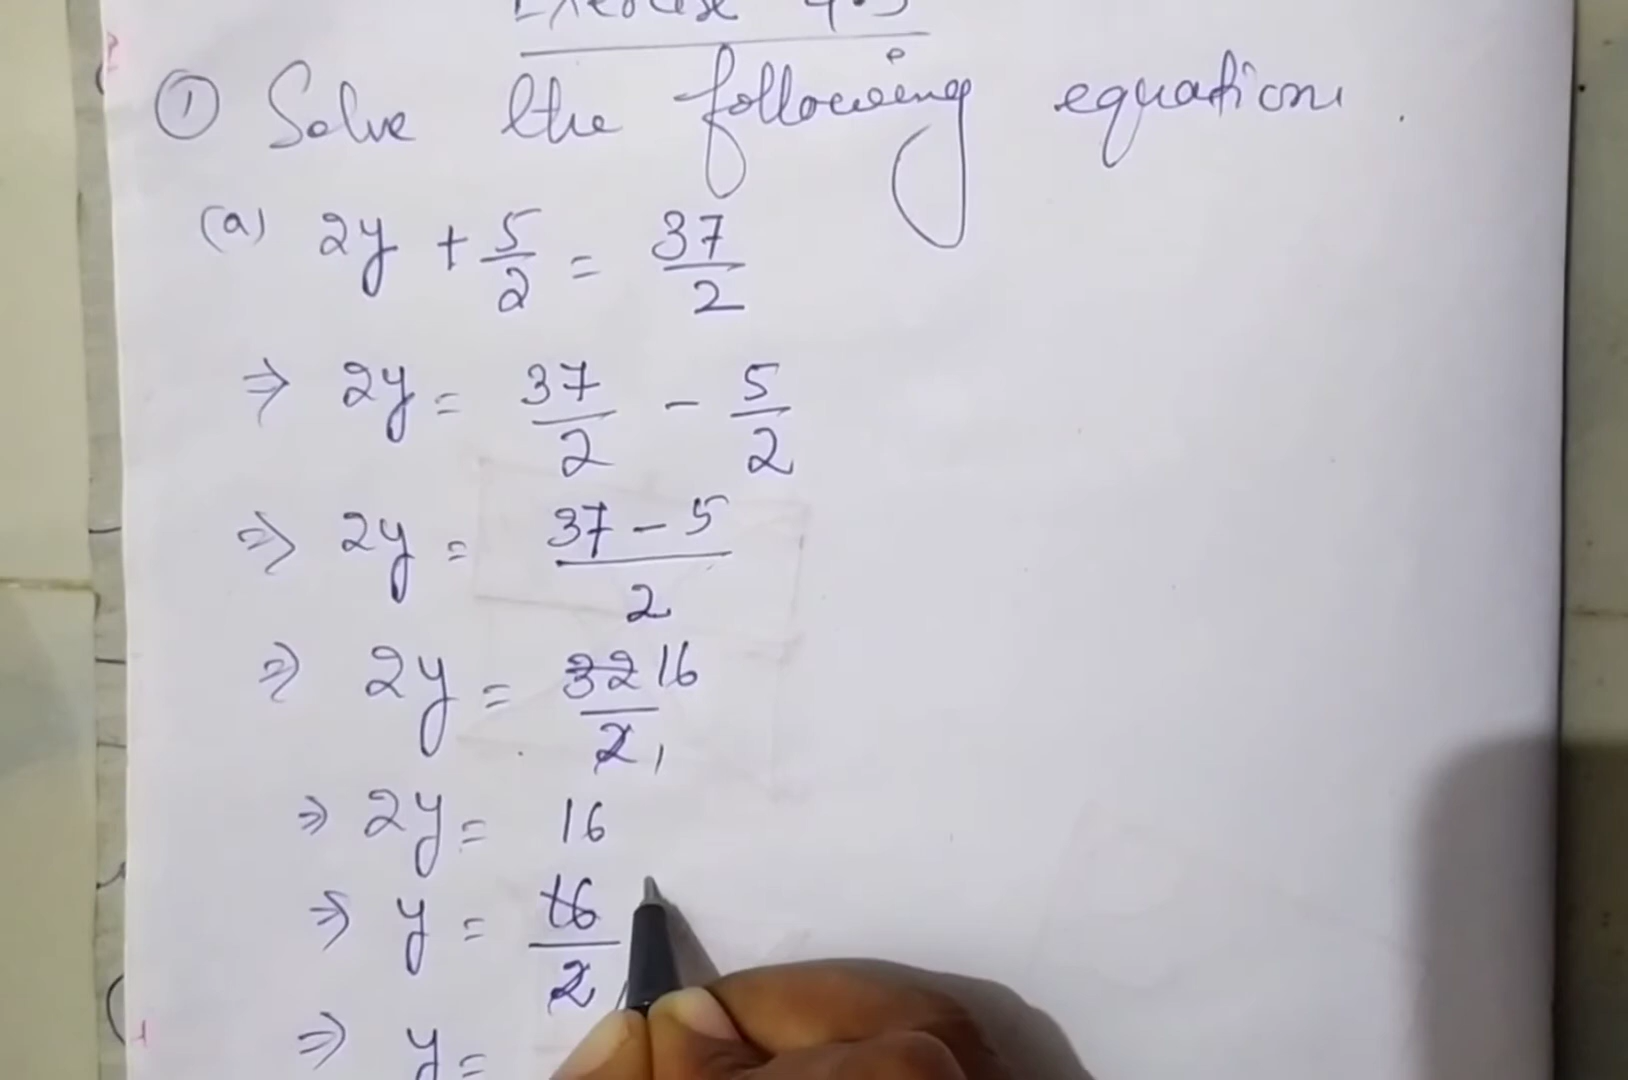 ① Solve the following equation.
(a) 2y + 5/2 = 37/2
⇒ 2y = 37/2 - 5/2
⇒ 2y = 37 - 5/2
⇒ 2y = 32 16/2 1
⇒ 2y = 16
⇒ y = 16/2
⇒ y =